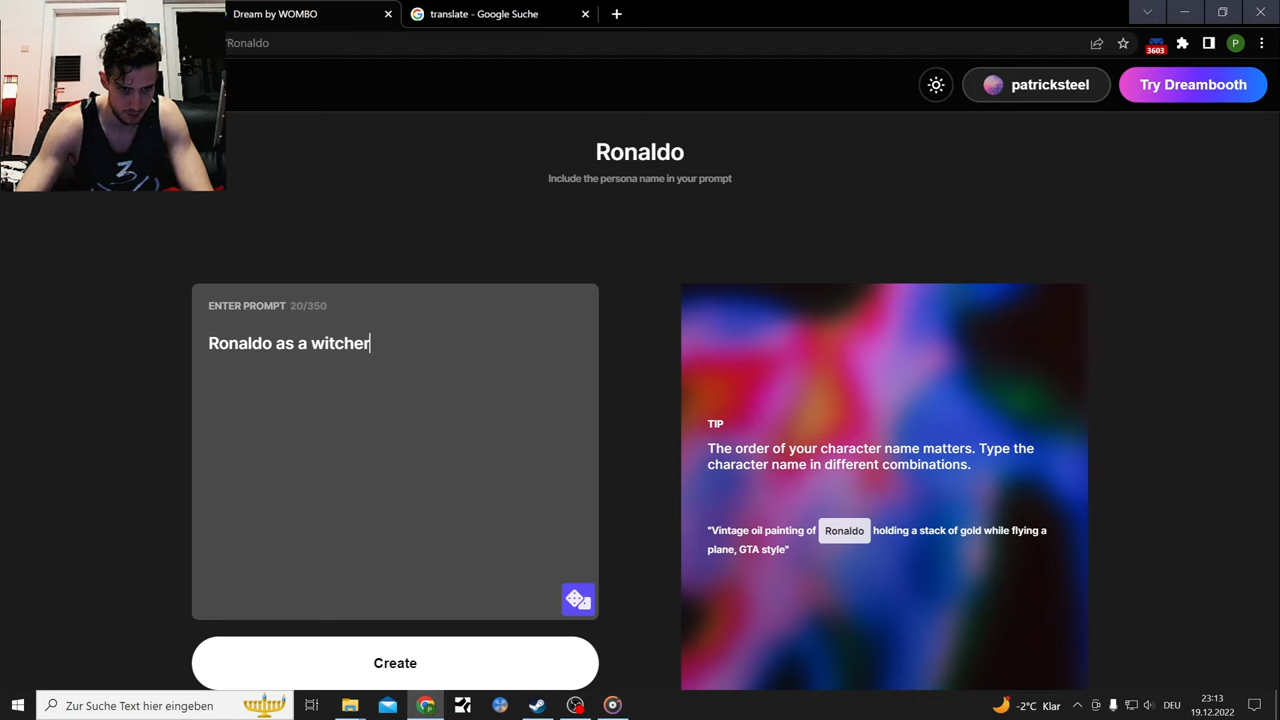 Dream by WOMBO
translate - Google Suche
/Ronaldo
3603
P
patricksteel
Try Dreambooth
Ronaldo
Include the persona name in your prompt
3
ENTER PROMPT 20/350
Ronaldo as a witcher
TIP
The order of your character name matters. Type the
character name in different combinations.
"Vintage oil painting of Ronaldo holding a stack of gold while flying a
plane, GTA style"
Create
Zur Suche Text hier eingeben
-2°C Klar
DEU
23:13
19.12.2022